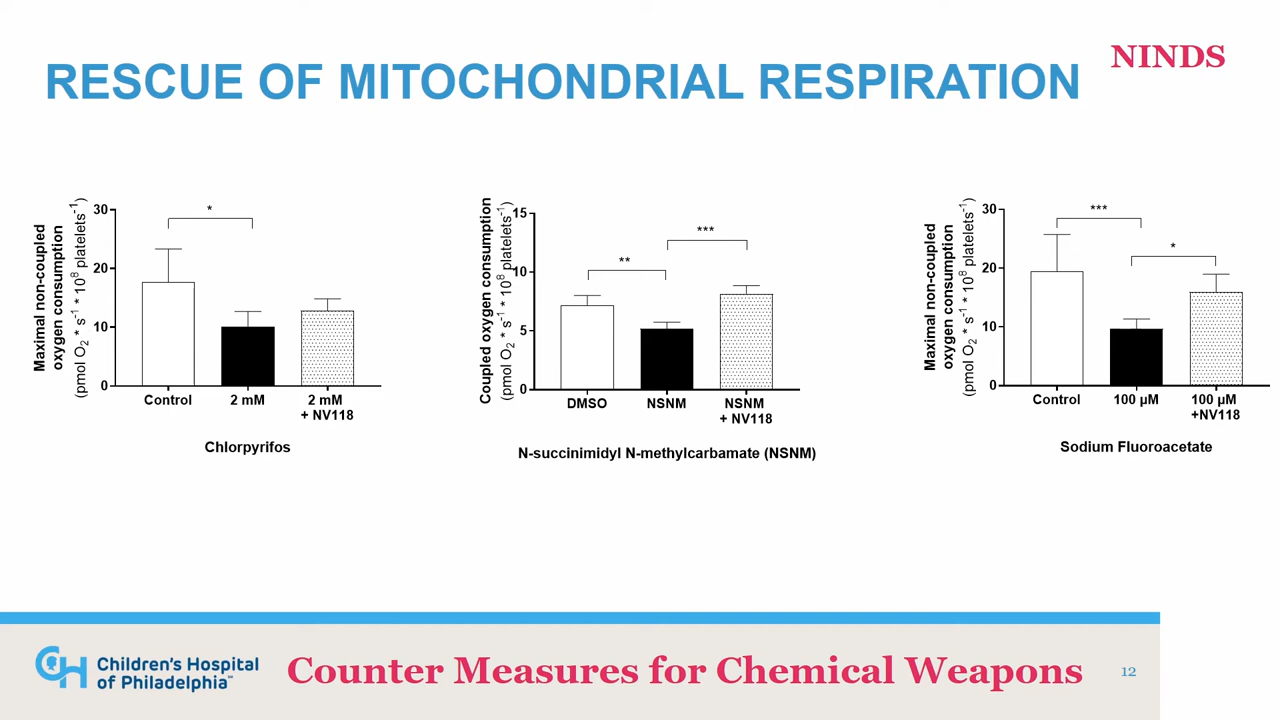 NINDS
RESCUE OF MITOCHONDRIAL RESPIRATION
Maximal non-coupled
oxygen consumption
(pmol O₂ * s⁻¹ * 10⁸ platelets⁻¹)
30
20
10
0
*
Control
2 mM
2 mM
+ NV118
Chlorpyrifos
Coupled oxygen consumption
(pmol O₂ * s⁻¹ * 10⁸ platelets⁻¹)
15
10
5
0
**
***
DMSO
NSNM
NSNM
+ NV118
N-succinimidyl N-methylcarbamate (NSNM)
Maximal non-coupled
oxygen consumption
(pmol O₂ * s⁻¹ * 10⁸ platelets⁻¹)
30
20
10
0
***
*
Control
100 µM
100 µM
+NV118
Sodium Fluoroacetate
CH
Children's Hospital
of Philadelphia℠
Counter Measures for Chemical Weapons
12